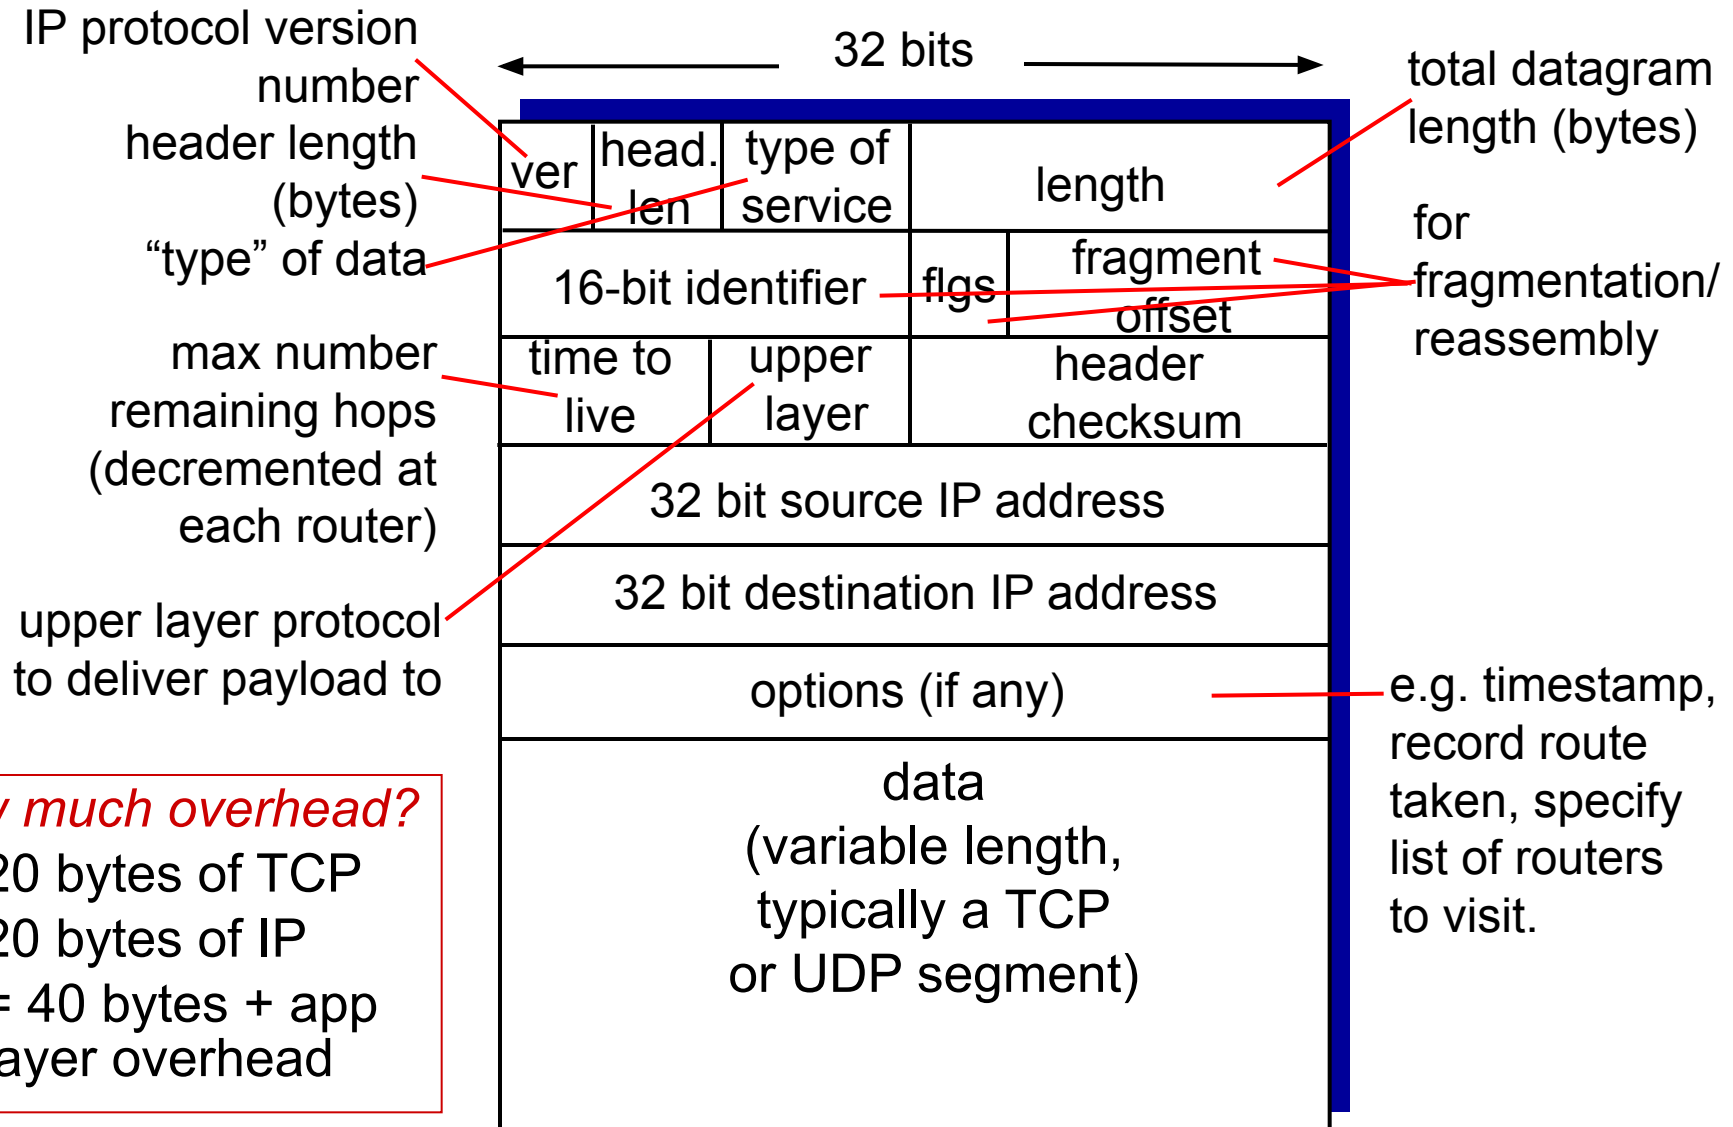 IP protocol version
number
header length
(bytes)
“type” of data
max number
remaining hops
(decremented at
each router)
upper layer protocol
to deliver payload to
much overhead?
20 bytes of TCP
20 bytes of IP
= 40 bytes + app
overhead
32 bits
ver
head.
len
type of
service
length
16-bit identifier
flgs
fragment
offset
time to
live
upper
layer
header
checksum
32 bit source IP address
32 bit destination IP address
options (if any)
data
(variable length,
typically a TCP
or UDP segment)
total datagram
length (bytes)
for
fragmentation/
reassembly
e.g. timestamp,
record route
taken, specify
list of routers
to visit.